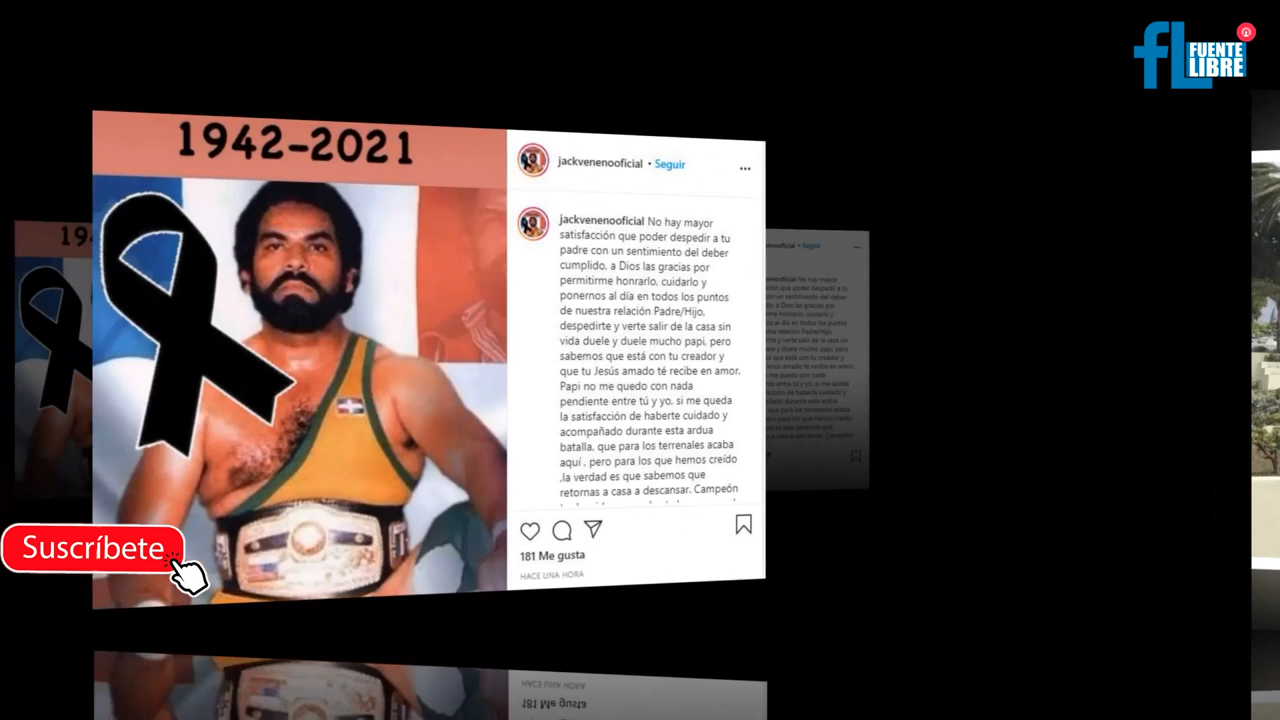 FUENTE
LIBRE
1942-2021
jackvenenooficial • Seguir
jackvenenooficial No hay mayor
satisfacción que poder despedir a tu
padre con un sentimiento del deber
cumplido, a Dios las gracias por
permitirme honrarlo, cuidarlo y
ponernos al día en todos los puntos
de nuestra relación Padre/Hijo,
despedirte y verte salir de la casa sin
vida duele y duele mucho papi, pero
sabemos que está con tu creador y
que tu Jesús amado té recibe en amor.
Papi no me quedo con nada
pendiente entre tú y yo, si me queda
la satisfacción de haberte cuidado y
acompañado durante esta ardua
batalla, que para los terrenales acaba
aquí , pero para los que hemos creído
,la verdad es que sabemos que
retornas a casa a descansar. Campeón
181 Me gusta
HACE UNA HORA
Suscríbete